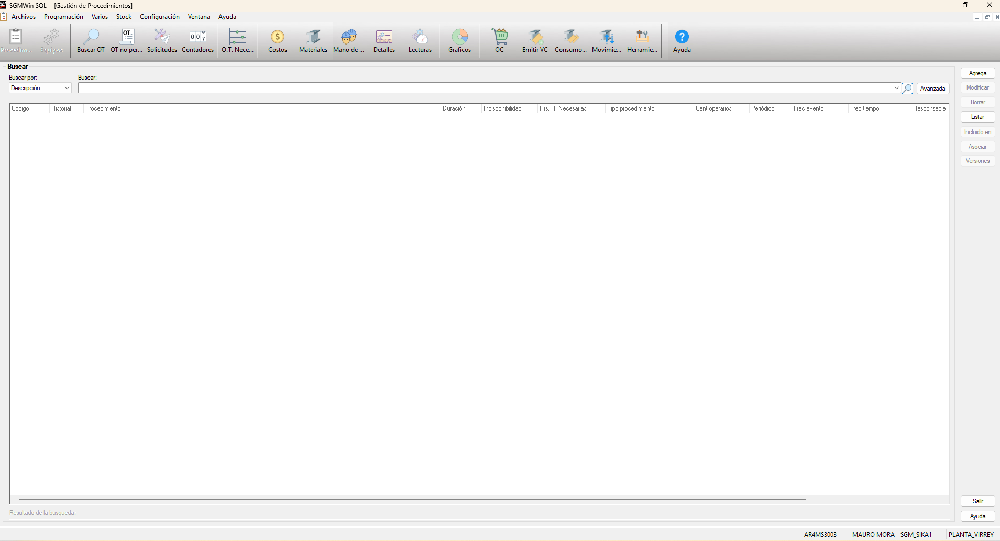 SGMWin SQL - [Gestión de Procedimientos]
Archivos Programación Varios Stock Configuración Ventana Ayuda
Procedim... Equipos Buscar OT OT no per... Solicitudes Contadores O.T. Nece... Costos Materiales Mano de ... Detalles Lecturas Graficos OC Emitir VC Consumo... Movimie... Herramie... Ayuda
Buscar
Buscar por: Buscar:
Descripción Avanzada
Código Historial Procedimiento Duración Indisponibilidad Hrs. H. Necesarias Tipo procedimiento Cant operarios Periódico Frec evento Frec tiempo Responsable
Agrega
Modificar
Borrar
Listar
Incluido en
Asociar
Versiones
Salir
Resultado de la busqueda:
Ayuda
AR4MS3003 MAURO MORA SGM_SIKA1 PLANTA_VIRREY